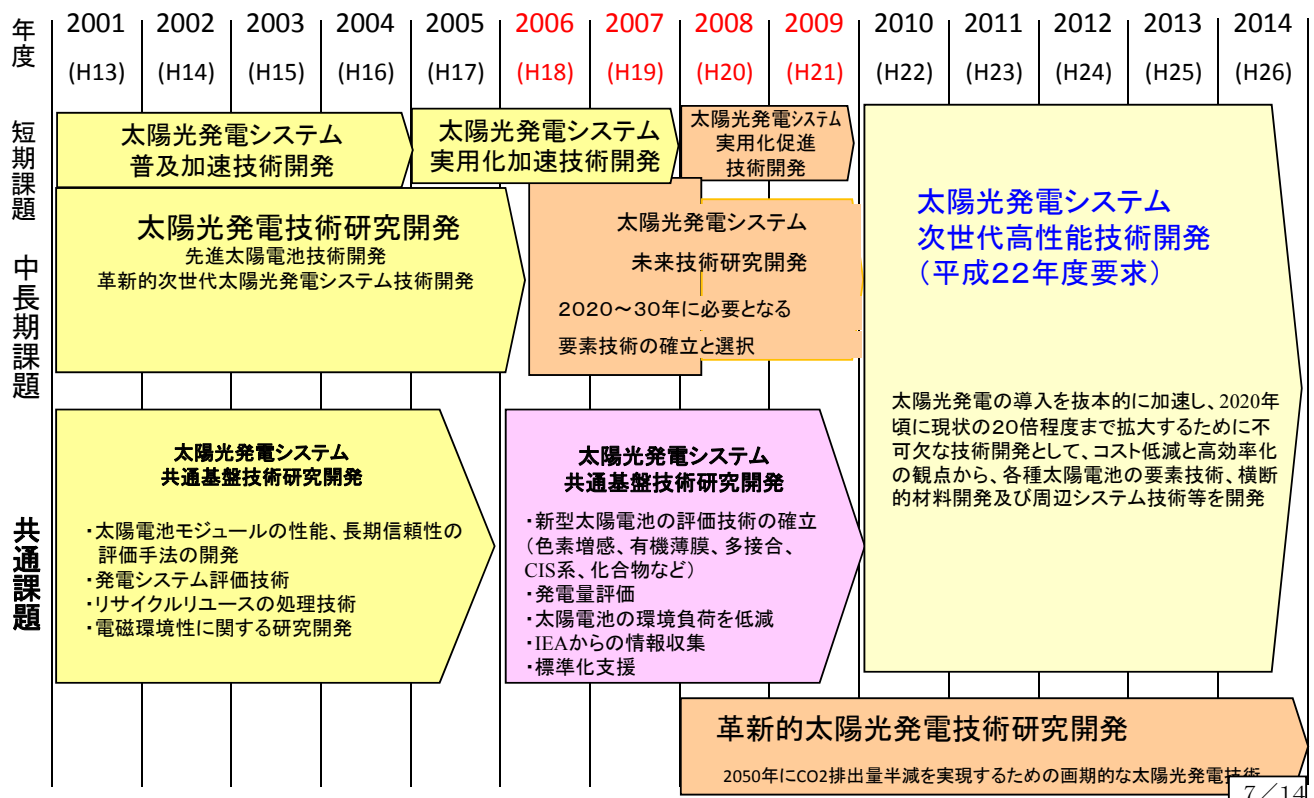 年度
2001 2002 2003 2004 2005 2006 2007 2008 2009 2010 2011 2012 2013 2014
(H13) (H14) (H15) (H16) (H17) (H18) (H19) (H20) (H21) (H22) (H23) (H24) (H25) (H26)
短期課題
太陽光発電システム
普及加速技術開発
太陽光発電システム
実用化加速技術開発
太陽光発電システム
実用化促進
技術開発
中長期課題
太陽光発電技術研究開発
先進太陽電池技術開発
革新的次世代太陽光発電システム技術開発
太陽光発電システム
未来技術研究開発
2020～30年に必要となる
要素技術の確立と選択
太陽光発電システム
次世代高性能技術開発
（平成22年度要求）
太陽光発電の導入を抜本的に加速し、2020年
頃に現状の20倍程度まで拡大するために不
可欠な技術開発として、コスト低減と高効率化
の観点から、各種太陽電池の要素技術、横断
的材料開発及び周辺システム技術等を開発
共通課題
太陽光発電システム
共通基盤技術研究開発
・太陽電池モジュールの性能、長期信頼性の
評価手法の開発
・発電システム評価技術
・リサイクルリユースの処理技術
・電磁環境性に関する研究開発
太陽光発電システム
共通基盤技術研究開発
・新型太陽電池の評価技術の確立
（色素増感、有機薄膜、多接合、
CIS系、化合物など）
・発電量評価
・太陽電池の環境負荷を低減
・IEAからの情報収集
・標準化支援
革新的太陽光発電技術研究開発
2050年にCO2排出量半減を実現するための画期的な太陽光発電技術
7／14